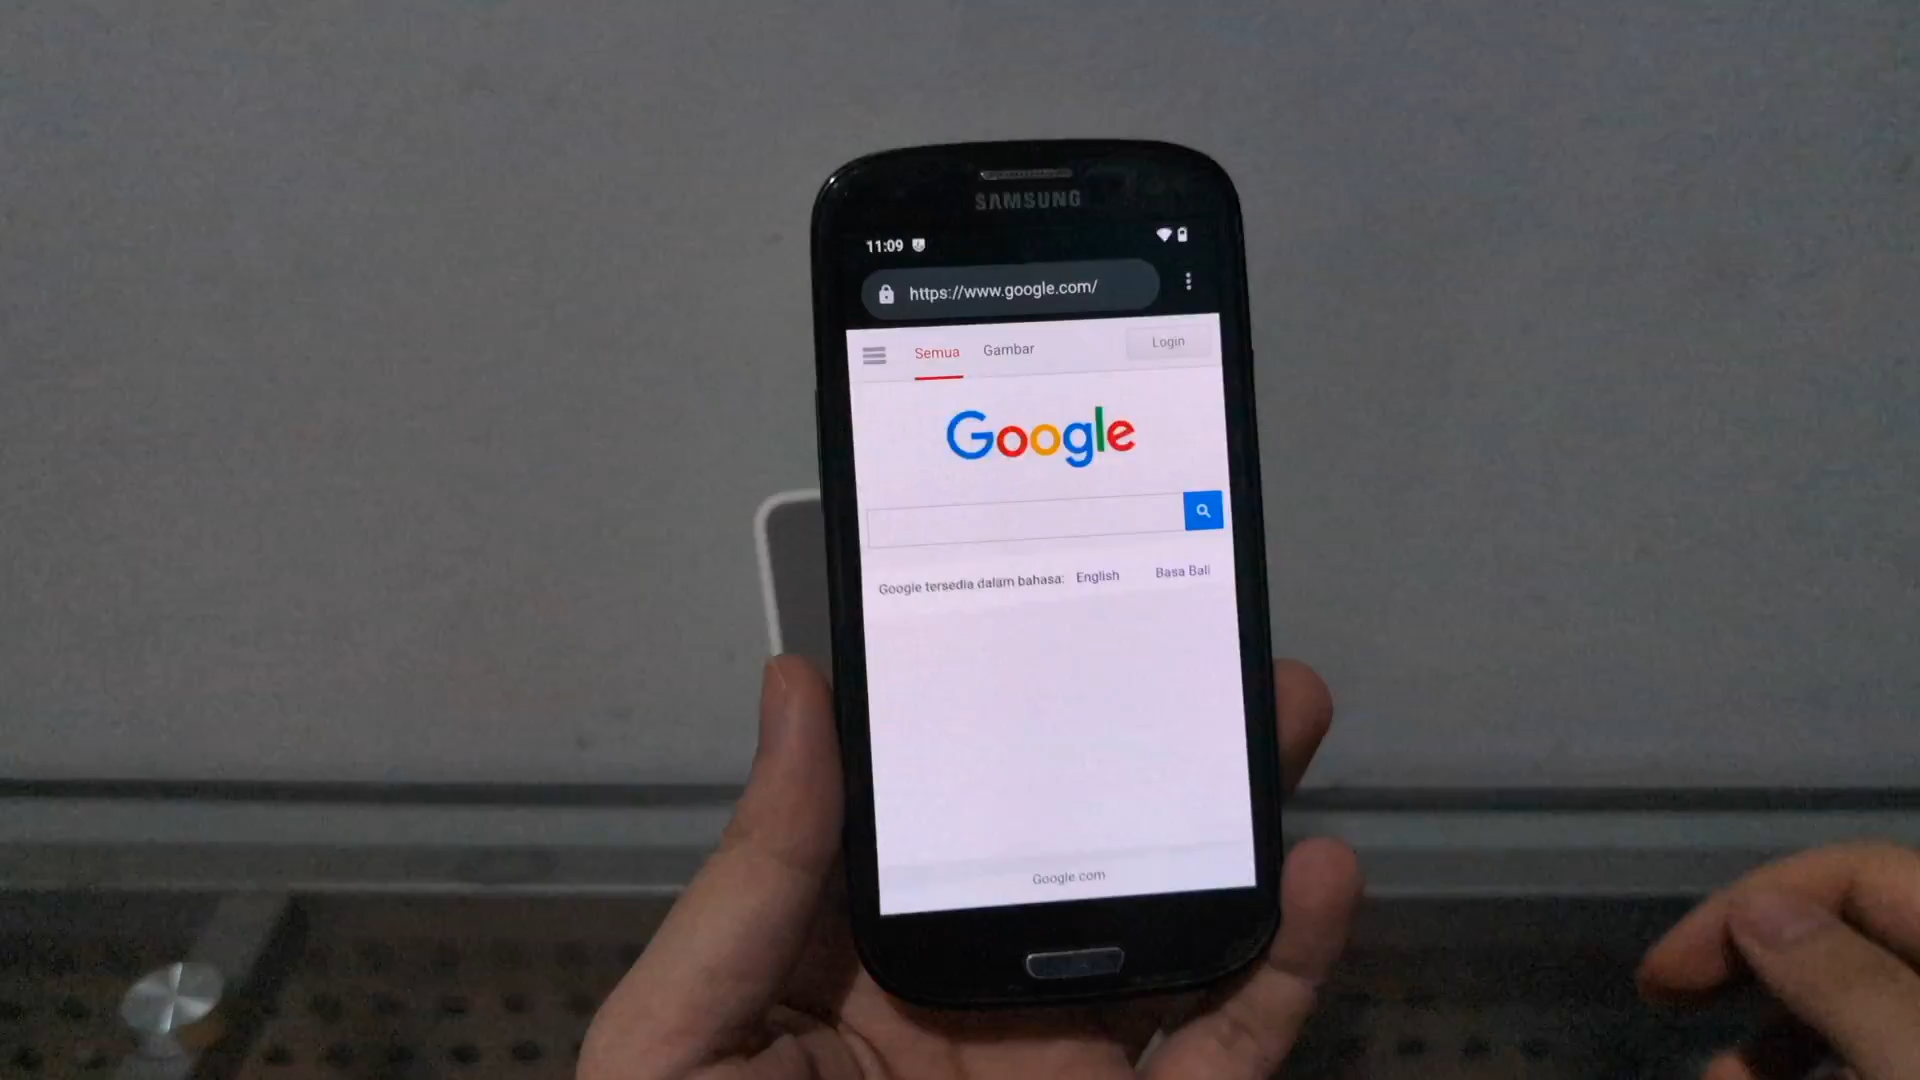 SAMSUNG
11:09
https://www.google.com/
Semua Gambar Login
Google
Google tersedia dalam bahasa: English Basa Bali
Google.com